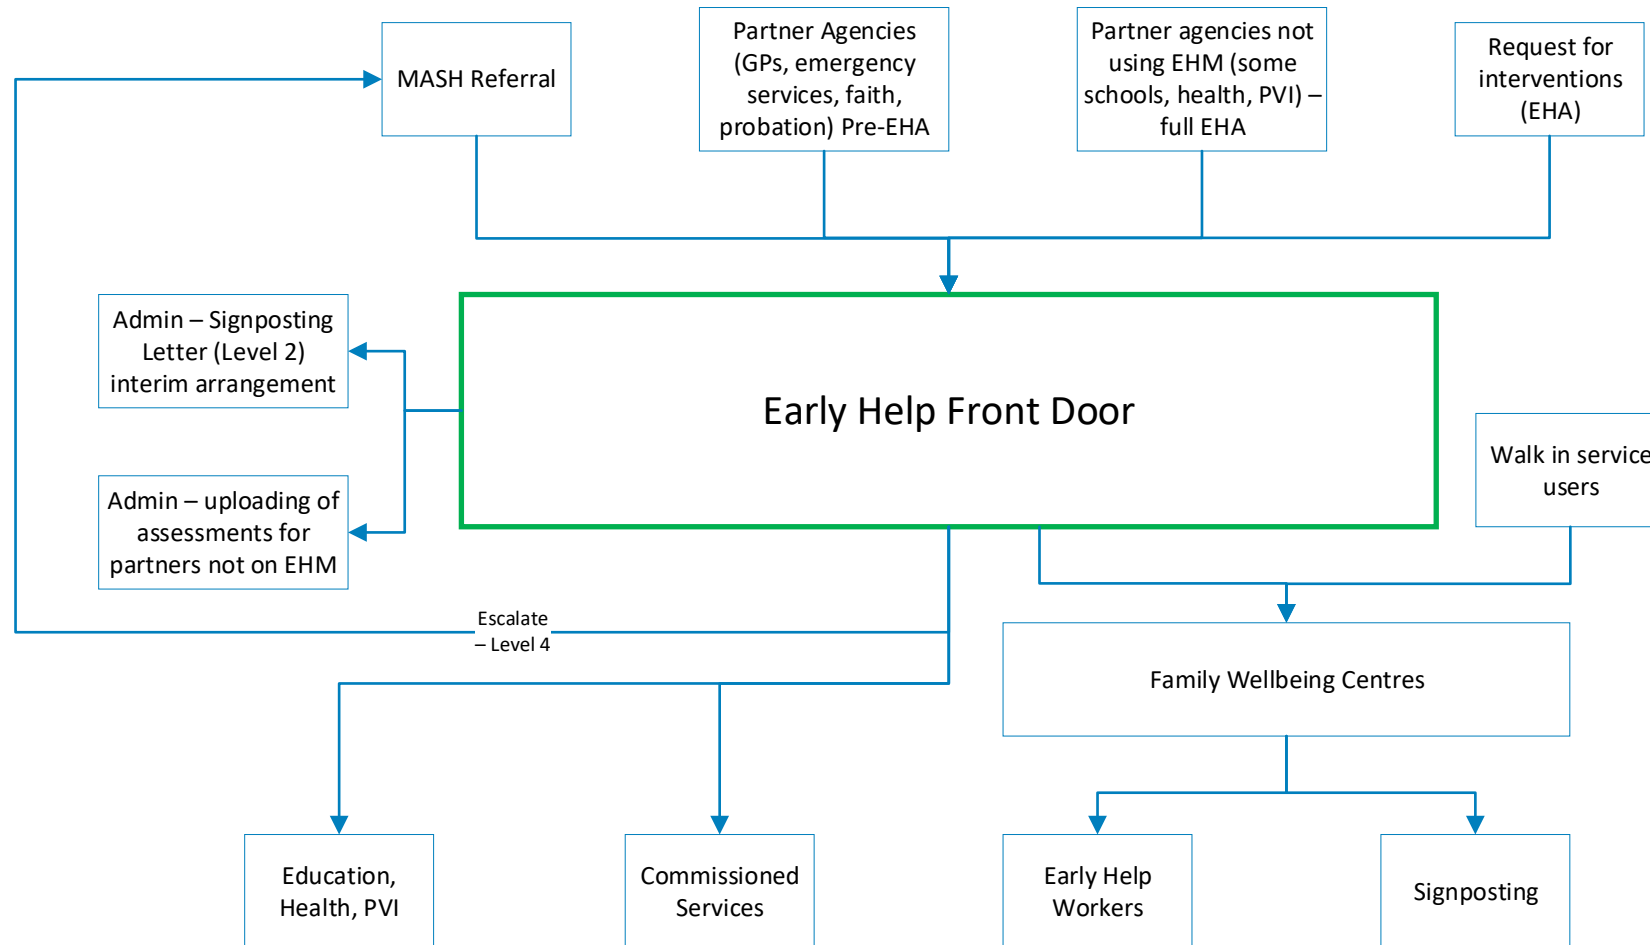 MASH Referral
Partner Agencies
(GPs, emergency
services, faith,
probation) Pre-EHA
Partner agencies not
using EHM (some
schools, health, PVI) –
full EHA
Request for
interventions
(EHA)
Admin – Signposting
Letter (Level 2)
interim arrangement
Early Help Front Door
Walk in service
users
Admin – uploading of
assessments for
partners not on EHM
Escalate
– Level 4
Family Wellbeing Centres
Education,
Health, PVI
Commissioned
Services
Early Help
Workers
Signposting